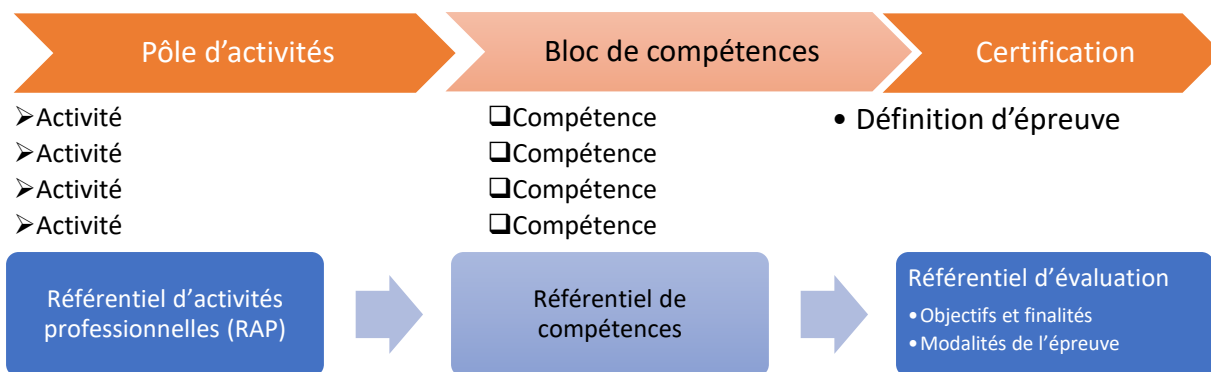 Pôle d'activités
Bloc de compétences
Certification
➢Activité
➢Activité
➢Activité
➢Activité
❑Compétence
❑Compétence
❑Compétence
❑Compétence
• Définition d'épreuve
Référentiel d'activités
professionnelles (RAP)
Référentiel de
compétences
Référentiel d'évaluation
•Objectifs et finalités
•Modalités de l'épreuve